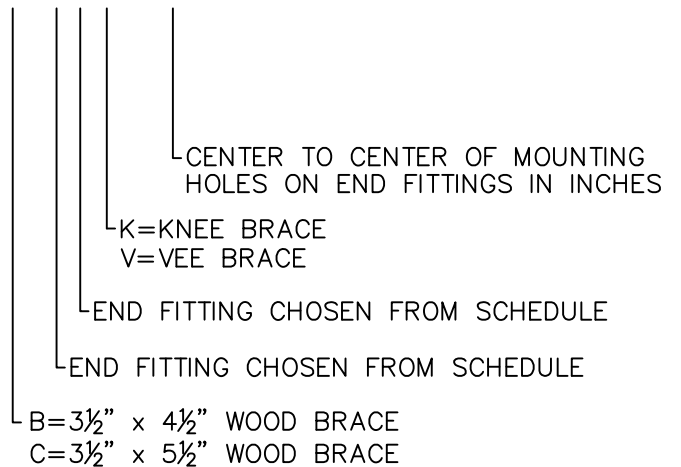 CENTER TO CENTER OF MOUNTING
HOLES ON END FITTINGS IN INCHES
K=KNEE BRACE
V=VEE BRACE
END FITTING CHOSEN FROM SCHEDULE
END FITTING CHOSEN FROM SCHEDULE
B=3½" x 4½" WOOD BRACE
C=3½" x 5½" WOOD BRACE